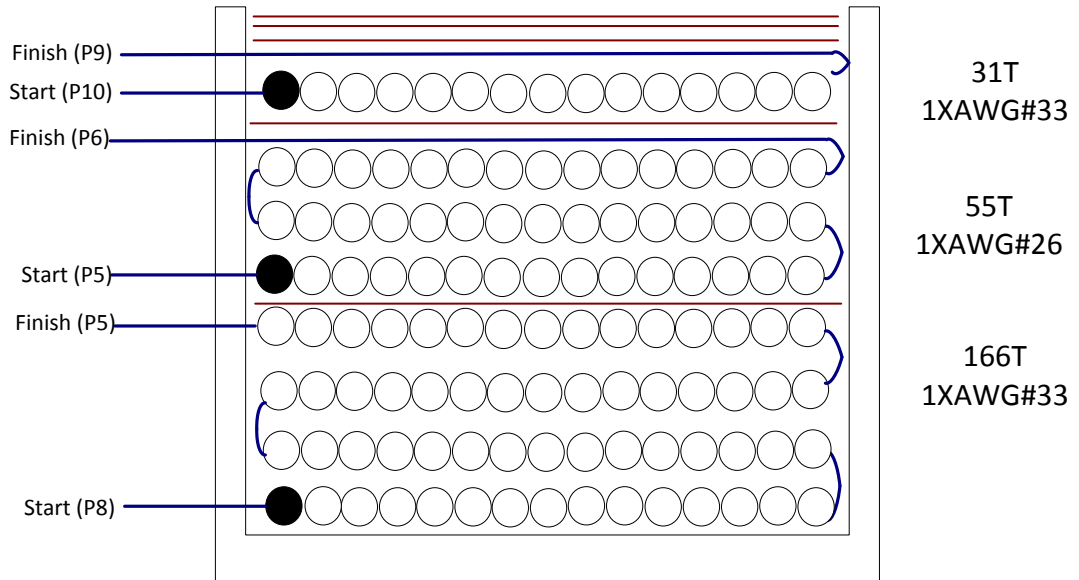 Finish (P9)
Start (P10)
31T
1XAWG#33
Finish (P6)
55T
1XAWG#26
Start (P5)
Finish (P5)
166T
1XAWG#33
Start (P8)